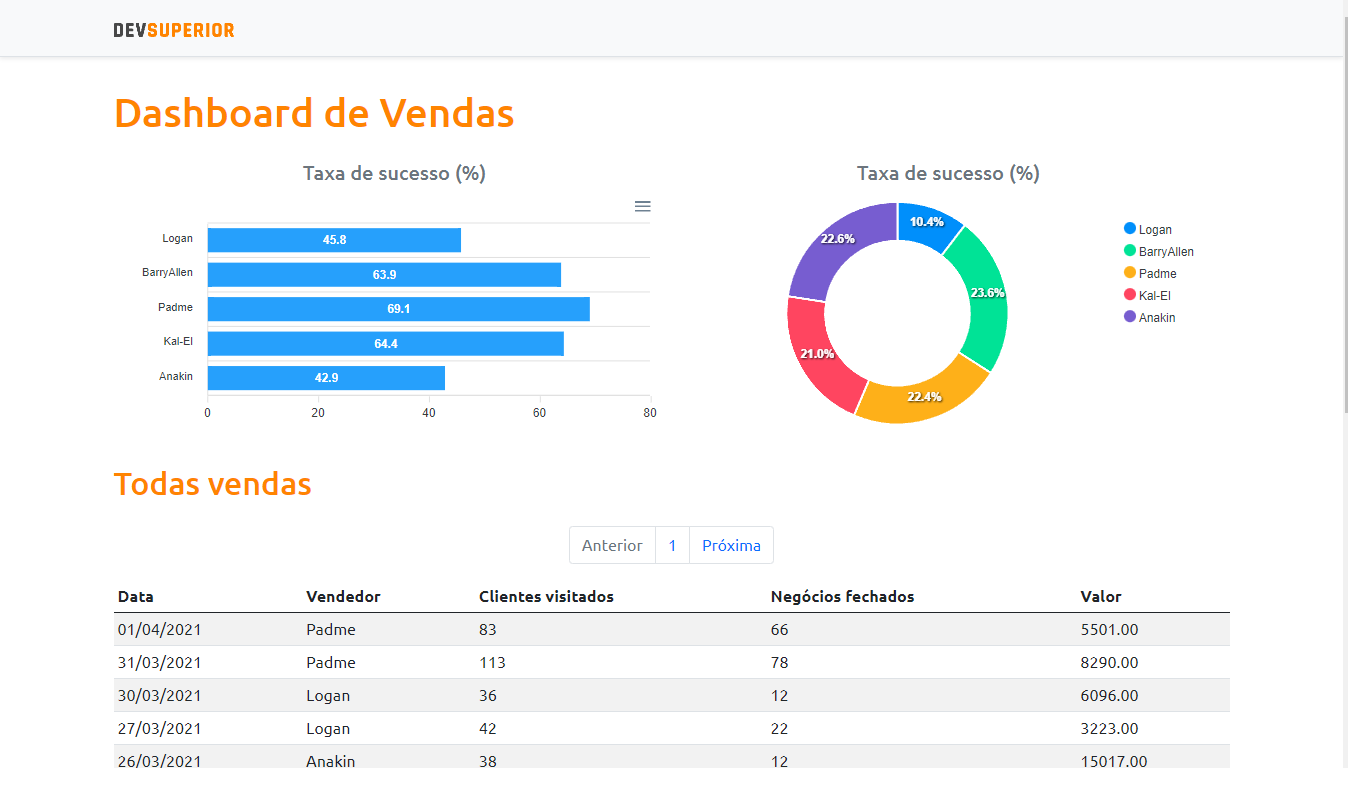 DEVSUPERIOR
Dashboard de Vendas
Taxa de sucesso (%)
Logan 45.8
BarryAllen 63.9
Padme 69.1
Kal-El 64.4
Anakin 42.9
0 20 40 60 80
Taxa de sucesso (%)
10.4%
23.6%
22.4%
21.0%
22.6%
Logan
BarryAllen
Padme
Kal-El
Anakin
Todas vendas
Anterior 1 Próxima
Data Vendedor Clientes visitados Negócios fechados Valor
01/04/2021 Padme 83 66 5501.00
31/03/2021 Padme 113 78 8290.00
30/03/2021 Logan 36 12 6096.00
27/03/2021 Logan 42 22 3223.00
26/03/2021 Anakin 38 12 15017.00